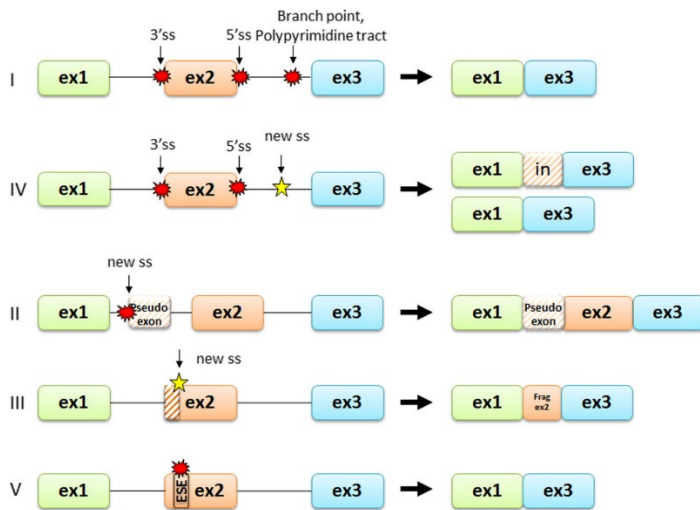 Branch point,
3'ss 5'ss Polypyrimidine tract
I ex1 ex2 ex3 ex1 ex3
3'ss 5'ss new ss
IV ex1 ex2 ex3 ex1 in ex3
ex1 ex3
new ss
II ex1 Pseudo exon ex2 ex3 ex1 Pseudo exon ex2 ex3
new ss
III ex1 ex2 ex3 ex1 Frag ex2 ex3
V ex1 ESE ex2 ex3 ex1 ex3